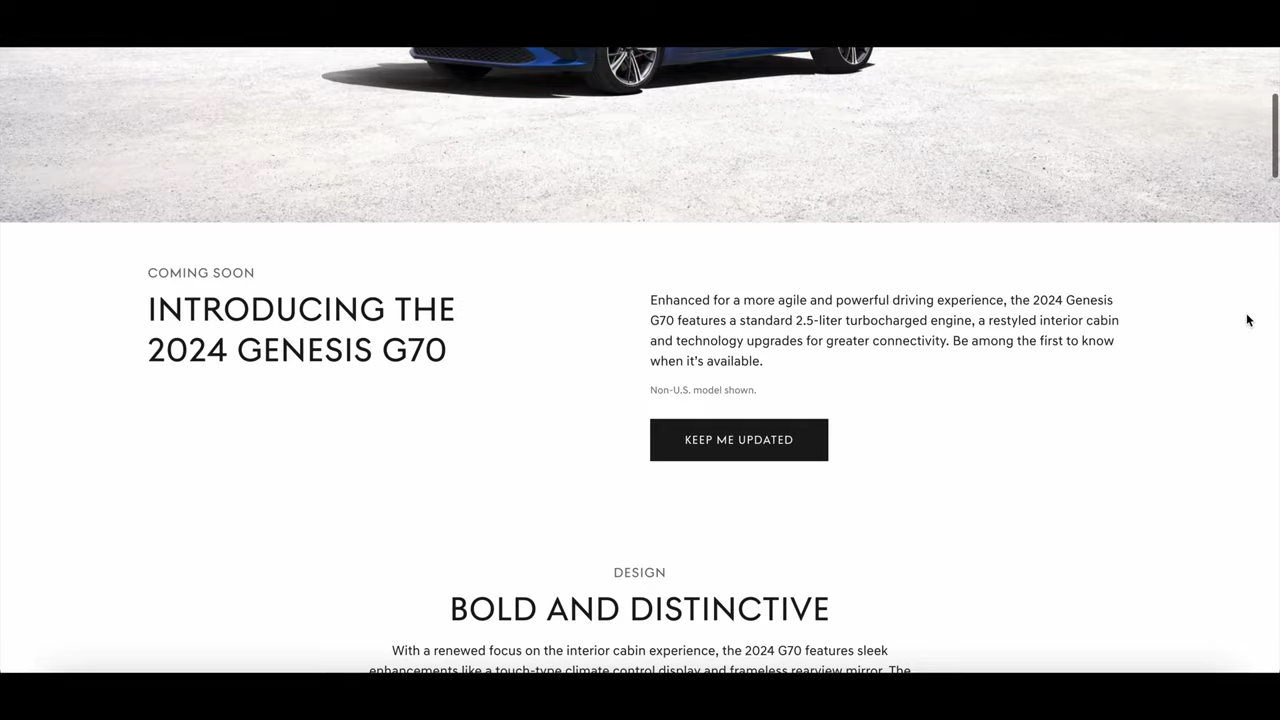 COMING SOON
INTRODUCING THE
2024 GENESIS G70
Enhanced for a more agile and powerful driving experience, the 2024 Genesis
G70 features a standard 2.5-liter turbocharged engine, a restyled interior cabin
and technology upgrades for greater connectivity. Be among the first to know
when it’s available.
Non-U.S. model shown.
KEEP ME UPDATED
DESIGN
BOLD AND DISTINCTIVE
With a renewed focus on the interior cabin experience, the 2024 G70 features sleek
enhancements like a touch-type climate control display and frameless rearview mirror. The